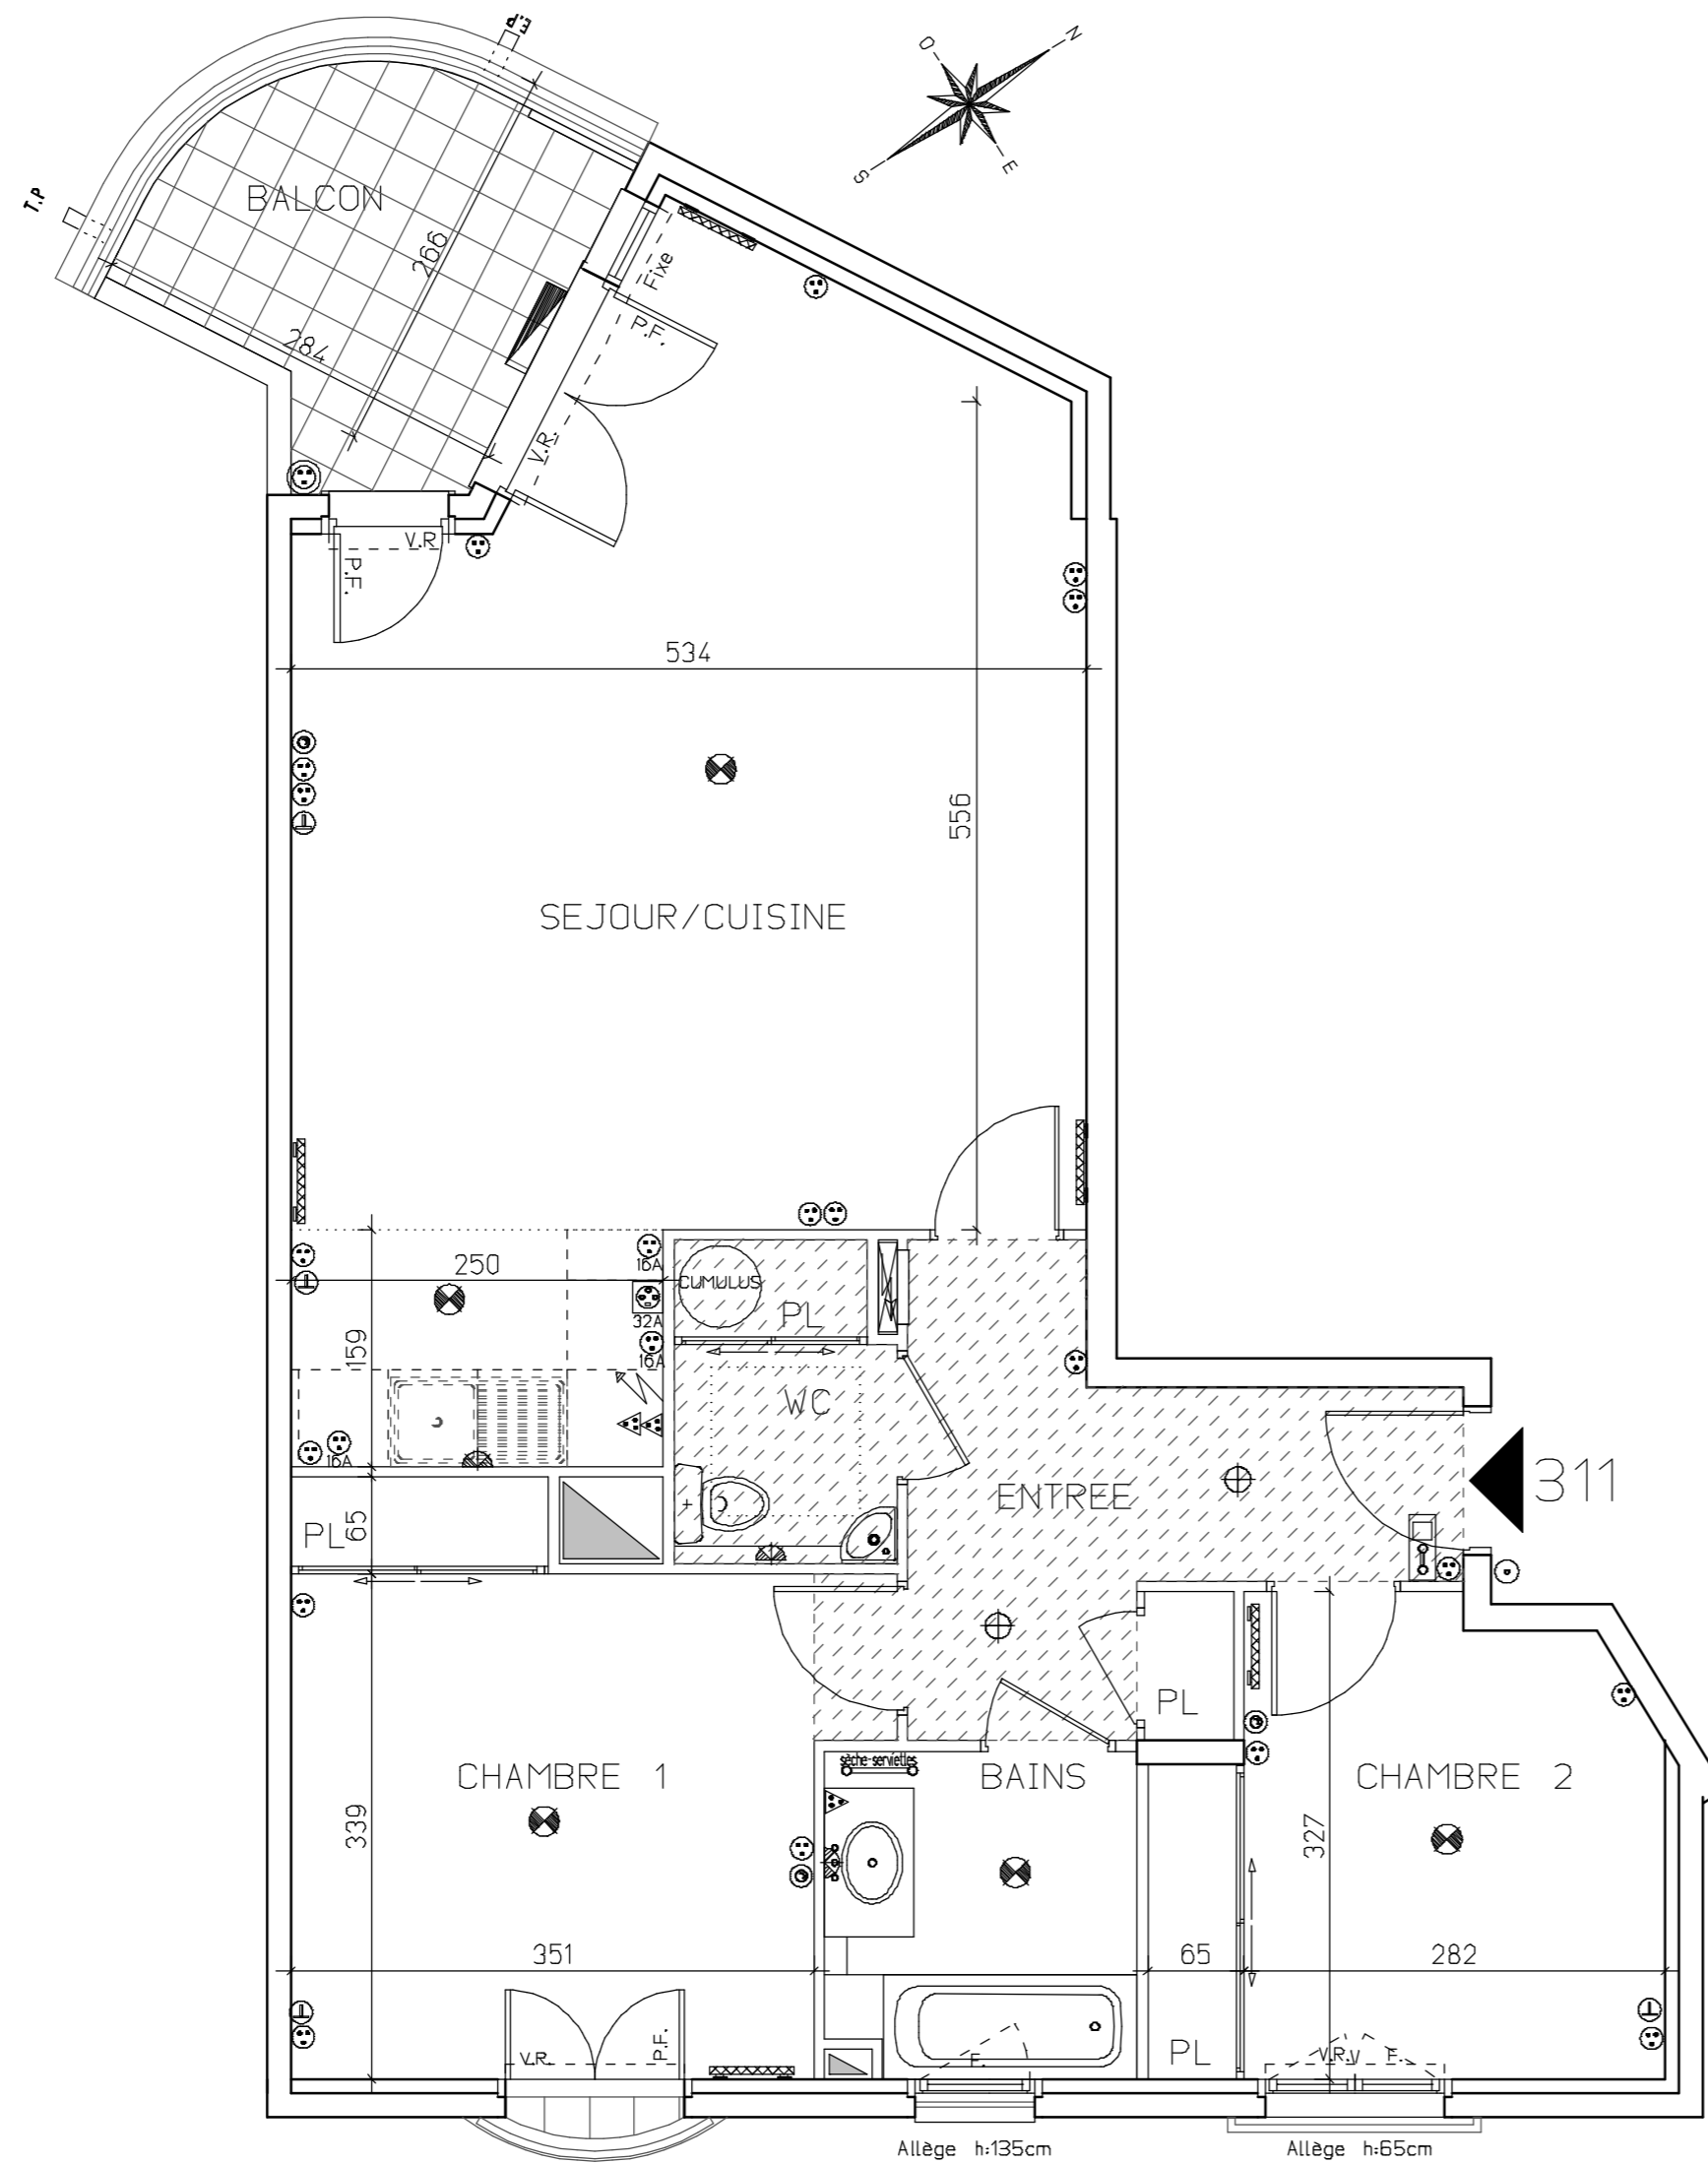 E.P
N
O
E
S
T.P
BALCON
266
284
Fixe
P.F.
V.R.
V.R
P.F.
534
556
SEJOUR/CUISINE
250
16A
CUMULUS
32A
PL
159
16A
WC
16A
ENTREE
311
PL
65
PL
sèche-serviettes
CHAMBRE 1
BAINS
CHAMBRE 2
339
327
351
65
282
V.R.
P.F.
F.
PL
V.R.
F.
Allège h:135cm
Allège h:65cm